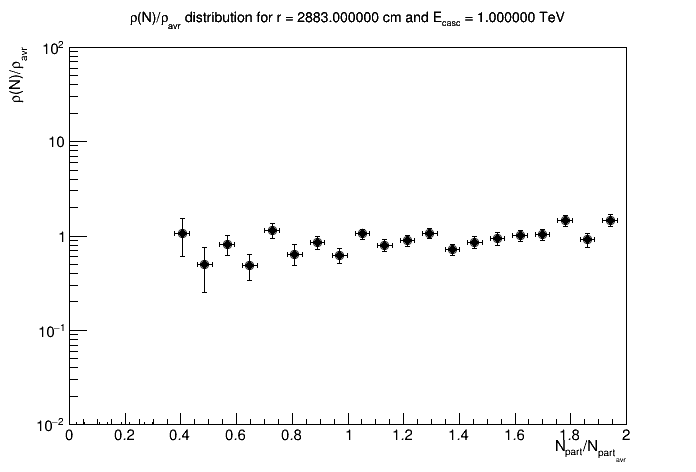 ρ(N)/ρavr distribution for r = 2883.000000 cm and Ecasc = 1.000000 TeV
ρ(N)/ρavr
10²
10
1
10⁻¹
10⁻²
0 0.2 0.4 0.6 0.8 1 1.2 1.4 1.6 1.8 2
Npart/Npartavr